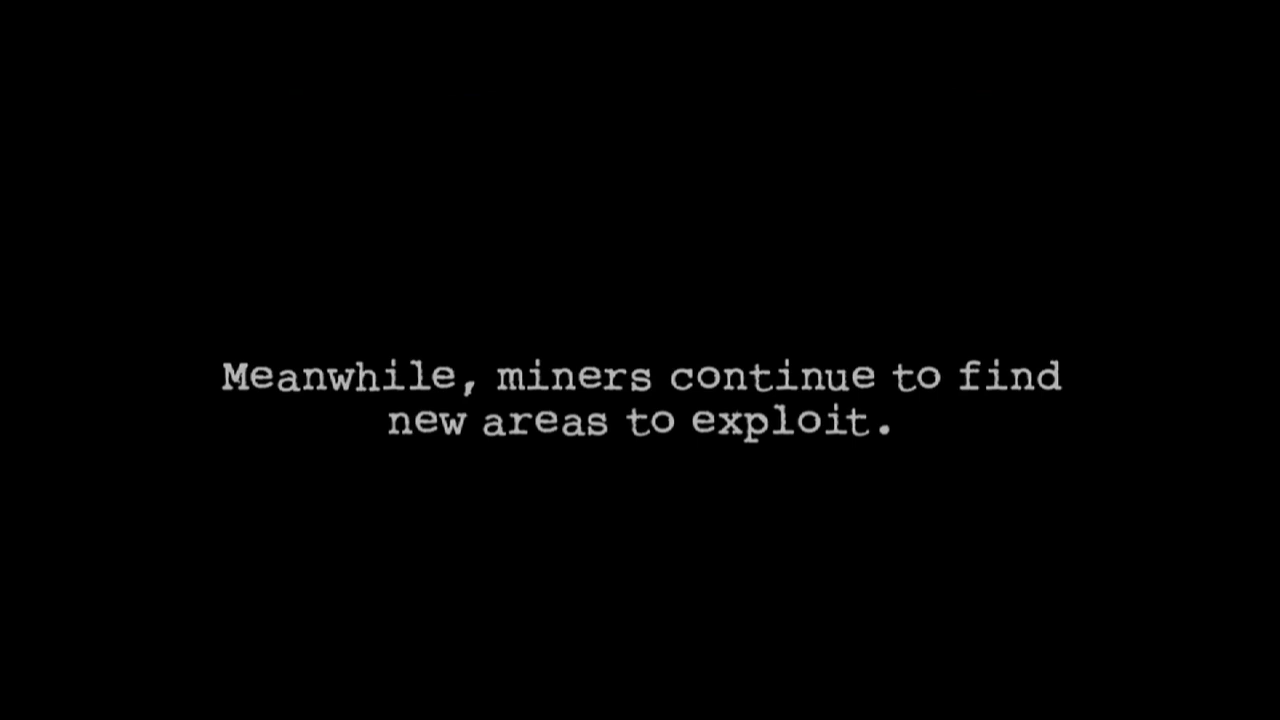 Meanwhile, miners continue to find
new areas to exploit.